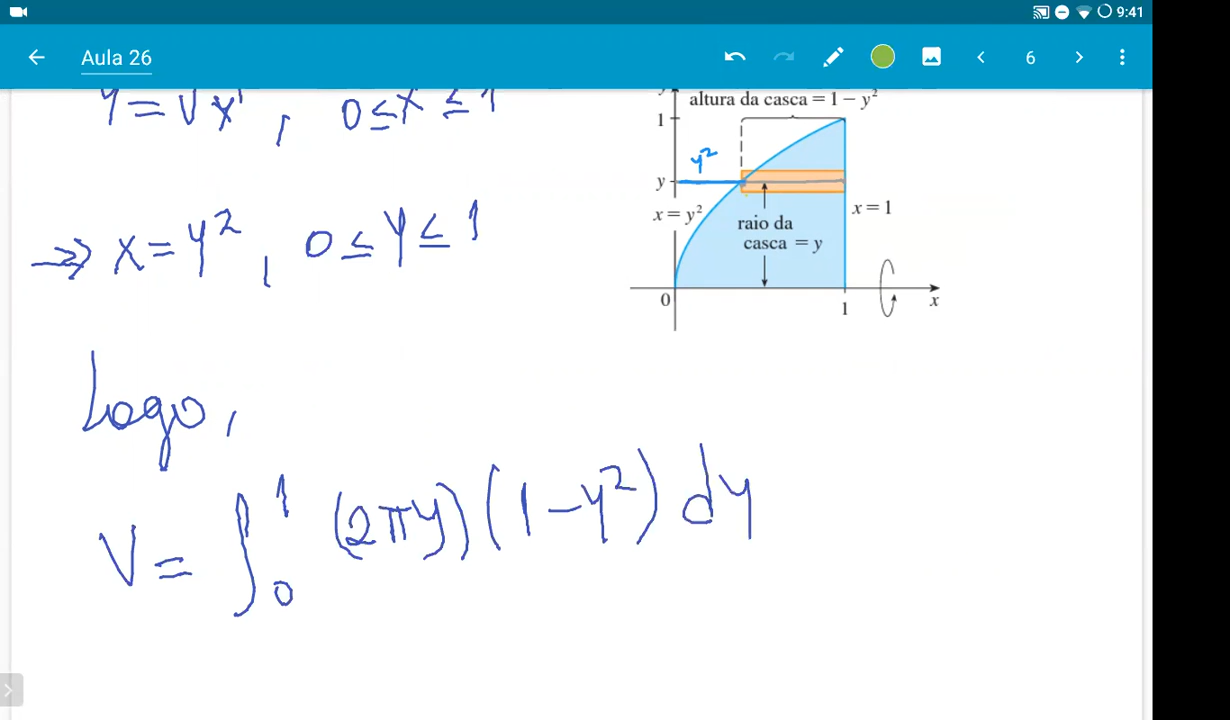 9:41
Aula 26
6
y = √x , 0 ≤ x ≤ 1
⇒ x = y² , 0 ≤ y ≤ 1
Logo,
V = ∫₀¹ (2πy)(1 − y²) dy
y
altura da casca = 1 − y²
1
y²
y
x = y²
x = 1
raio da
casca = y
0
1
x